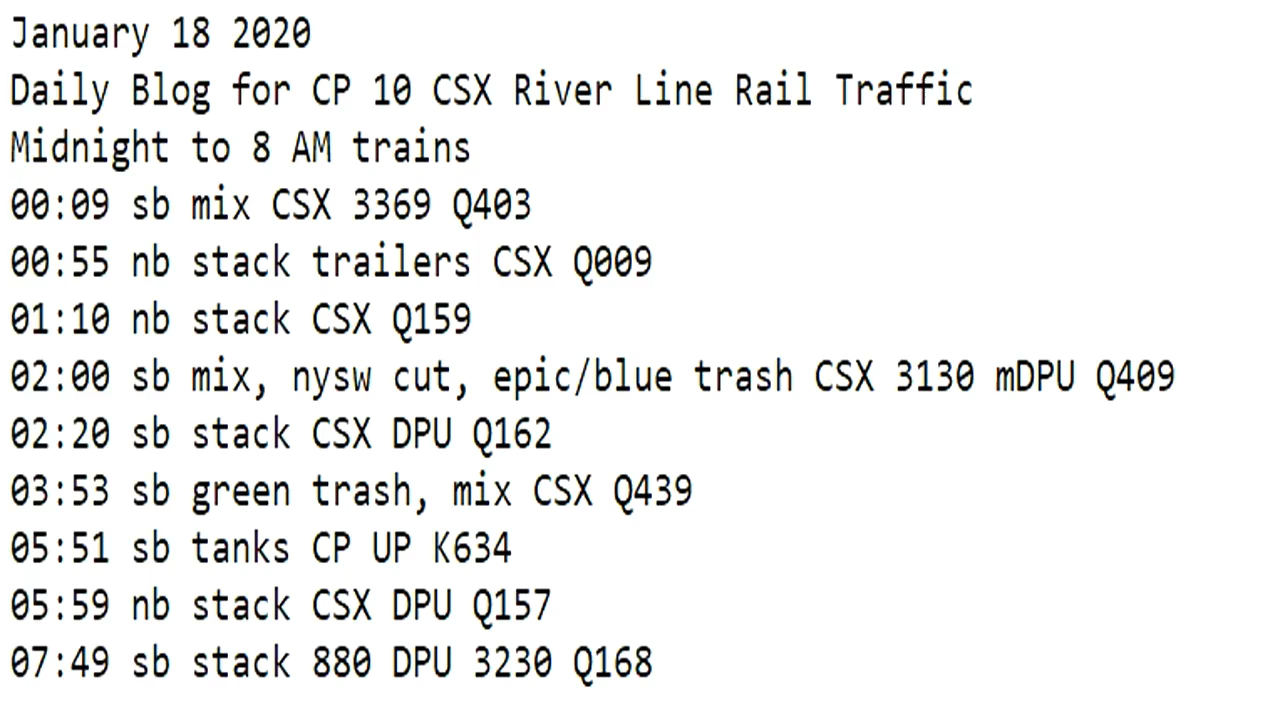 January 18 2020
Daily Blog for CP 10 CSX River Line Rail Traffic
Midnight to 8 AM trains
00:09 sb mix CSX 3369 Q403
00:55 nb stack trailers CSX Q009
01:10 nb stack CSX Q159
02:00 sb mix, nysw cut, epic/blue trash CSX 3130 mDPU Q409
02:20 sb stack CSX DPU Q162
03:53 sb green trash, mix CSX Q439
05:51 sb tanks CP UP K634
05:59 nb stack CSX DPU Q157
07:49 sb stack 880 DPU 3230 Q168